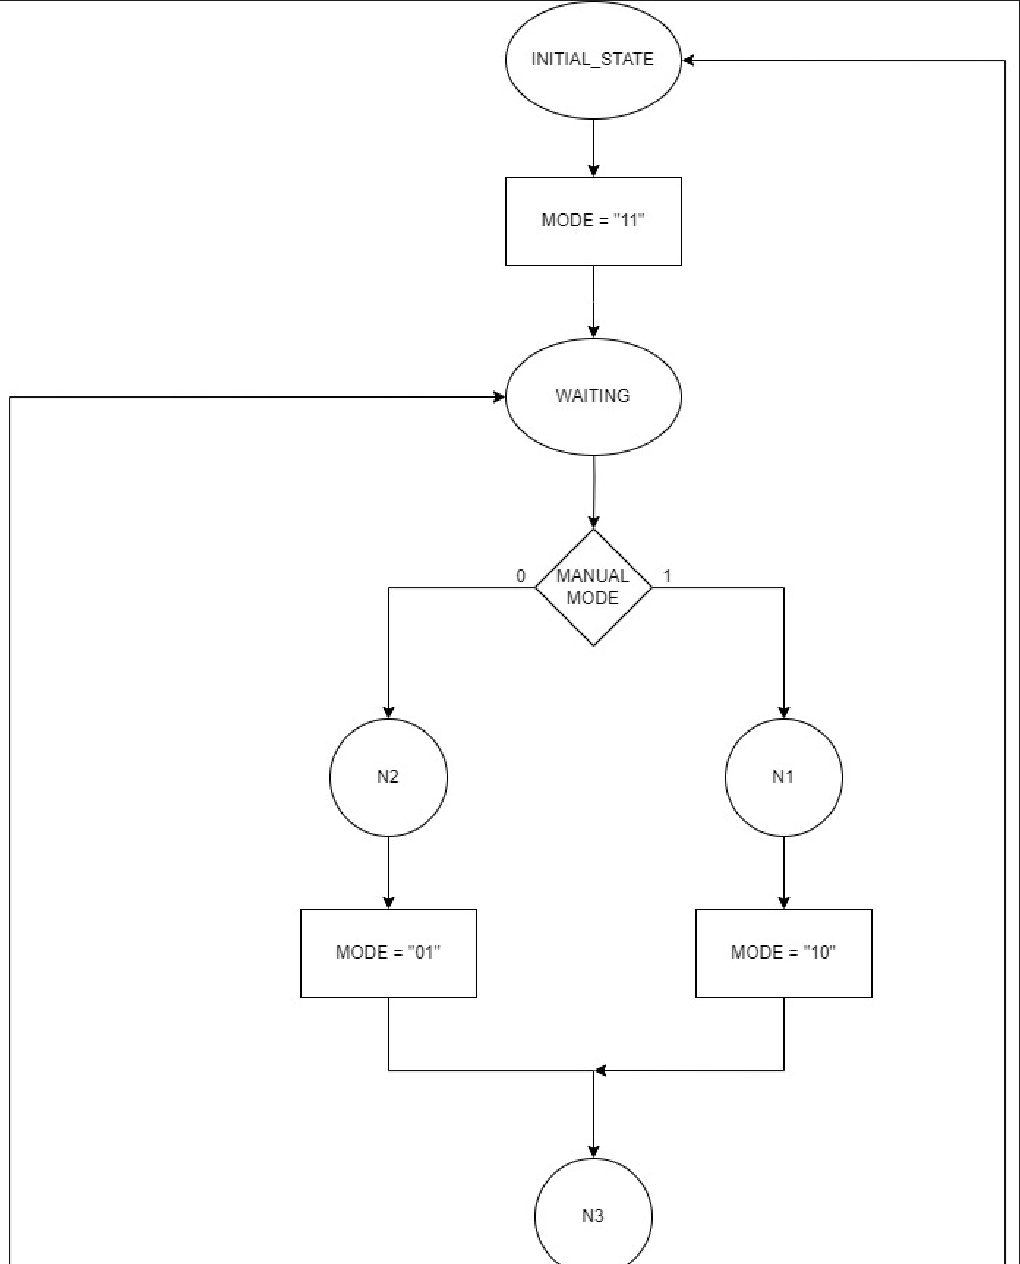 INITIAL_STATE
MODE = "11"
WAITING
0
MANUAL
MODE
1
N2
N1
MODE = "01"
MODE = "10"
N3